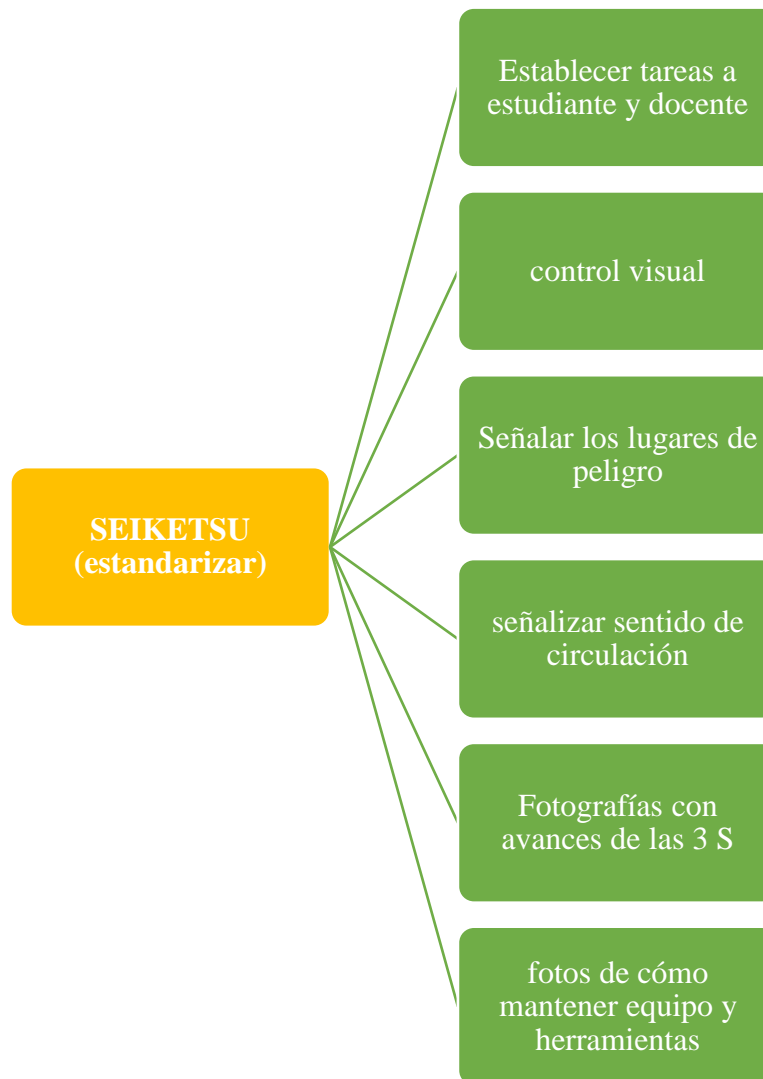 Establecer tareas a
estudiante y docente
control visual
Señalar los lugares de
peligro
SEIKETSU
(estandarizar)
señalizar sentido de
circulación
Fotografías con
avances de las 3 S
fotos de cómo
mantener equipo y
herramientas